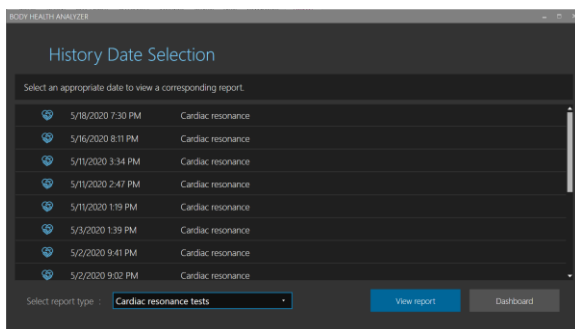 BODY HEALTH ANALYZER
History Date Selection
Select an appropriate date to view a corresponding report.
5/18/2020 7:30 PM Cardiac resonance
5/16/2020 8:11 PM Cardiac resonance
5/11/2020 3:34 PM Cardiac resonance
5/11/2020 2:47 PM Cardiac resonance
5/11/2020 1:19 PM Cardiac resonance
5/3/2020 1:39 PM Cardiac resonance
5/2/2020 9:41 PM Cardiac resonance
5/2/2020 9:02 PM Cardiac resonance
Select report type : Cardiac resonance tests View report Dashboard